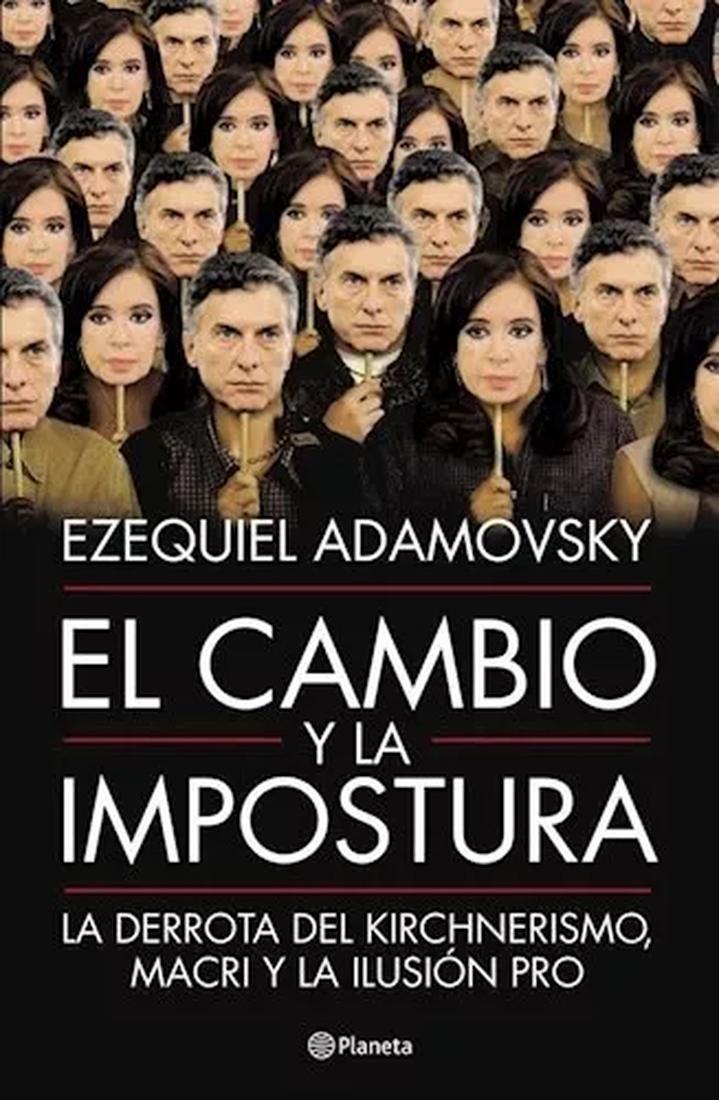 EZEQUIEL ADAMOVSKY
EL CAMBIO
Y LA
IMPOSTURA
LA DERROTA DEL KIRCHNERISMO,
MACRI Y LA ILUSIÓN PRO
Planeta